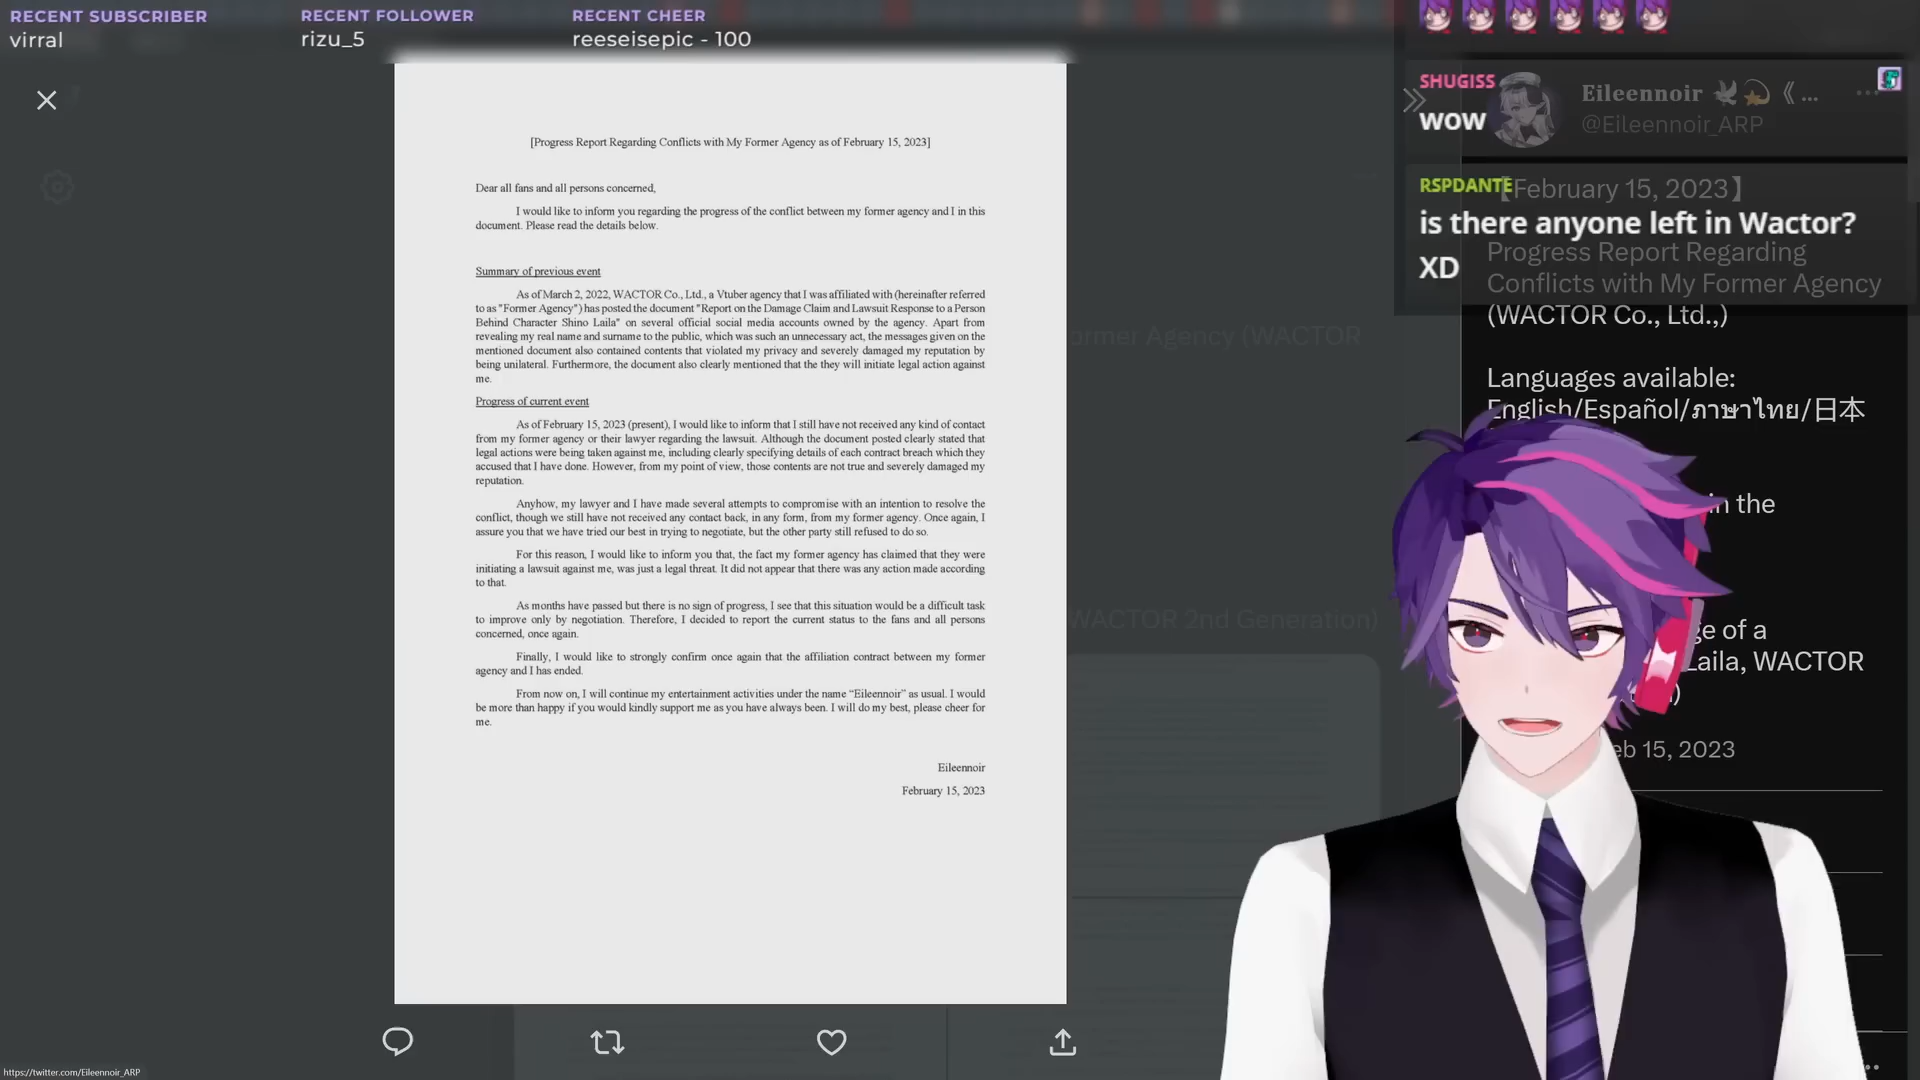 RECENT SUBSCRIBER
virral
RECENT FOLLOWER
rizu_5
RECENT CHEER
reeseisepic - 100
[Progress Report Regarding Conflicts with My Former Agency as of February 15, 2023]
Dear all fans and all persons concerned,
I would like to inform you regarding the progress of the conflict between my former agency and I in this
document. Please read the details below.
Summary of previous event
As of March 2, 2022, WACTOR Co., Ltd., a Vtuber agency that I was affiliated with (hereinafter referred
to as "Former Agency") has posted the document "Report on the Damage Claim and Lawsuit Response to a Person
Behind Character Shino Laila" on several official social media accounts owned by the agency. Apart from
revealing my real name and surname to the public, which was such an unnecessary act, the messages given on the
mentioned document also contained contents that violated my privacy and severely damaged my reputation by
being unilateral. Furthermore, the document also clearly mentioned that the they will initiate legal action against
me.
Progress of current event
As of February 15, 2023 (present), I would like to inform that I still have not received any kind of contact
from my former agency or their lawyer regarding the lawsuit. Although the document posted clearly stated that
legal actions were being taken against me, including clearly specifying details of each contract breach which they
accused that I have done. However, from my point of view, those contents are not true and severely damaged my
reputation.
Anyhow, my lawyer and I have made several attempts to compromise with an intention to resolve the
conflict, though we still have not received any contact back, in any form, from my former agency. Once again, I
assure you that we have tried our best in trying to negotiate, but the other party still refused to do so.
For this reason, I would like to inform you that, the fact my former agency has claimed that they were
initiating a lawsuit against me, was just a legal threat. It did not appear that there was any action made according
to that.
As months have passed but there is no sign of progress, I see that this situation would be a difficult task
to improve only by negotiation. Therefore, I decided to report the current status to the fans and all persons
concerned, once again.
Finally, I would like to strongly confirm once again that the affiliation contract between my former
agency and I has ended.
From now on, I will continue my entertainment activities under the name “Eileennoir” as usual. I would
be more than happy if you would kindly support me as you have always been. I will do my best, please cheer for
me.
Eileennoir
February 15, 2023
ormer Agency (WACTOR
WACTOR 2nd Generation)
SHUGISS
wow
RSPDANTE
is there anyone left in Wactor?
XD
Eileennoir 《 ...
@Eileennoir_ARP
【February 15, 2023】
Progress Report Regarding
Conflicts with My Former Agency
(WACTOR Co., Ltd.,)
Languages available:
English/Español/ภาษาไทย/日本
in the
ge of a
Laila, WACTOR
eb 15, 2023
https://twitter.com/Eileennoir_ARP